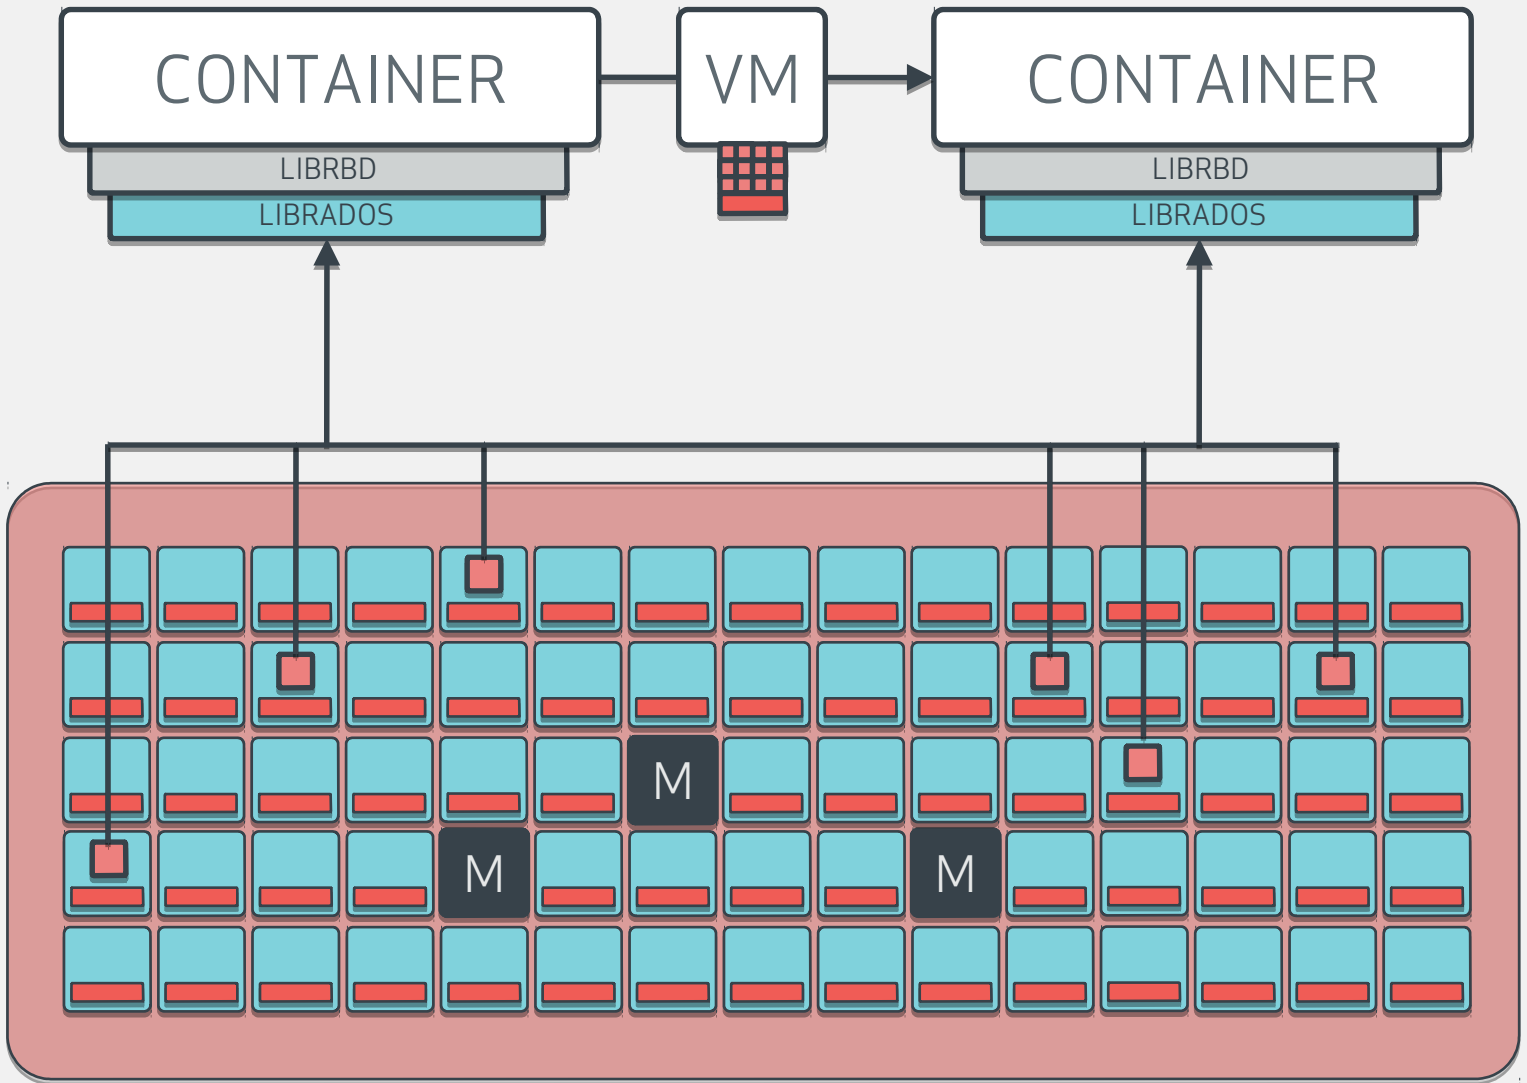 CONTAINER
VM
CONTAINER
LIBRBD
LIBRBD
LIBRADOS
LIBRADOS
M
M
M